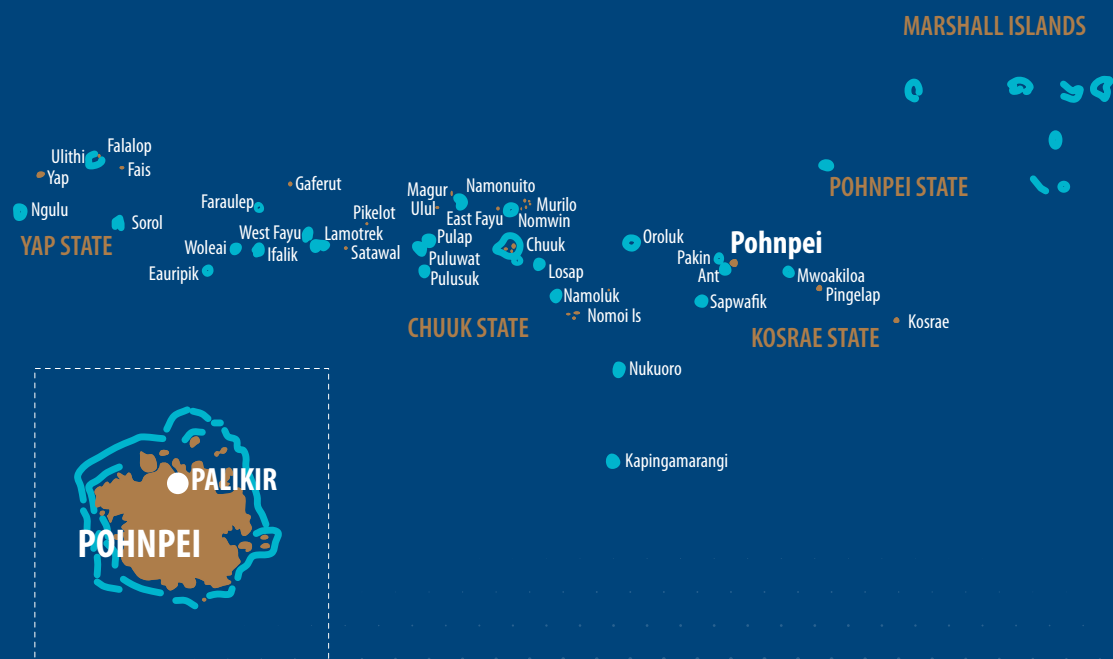 MARSHALL ISLANDS
Falalop
Ulithi
Fais
Yap
Gaferut
Magur
Namonuito
POHNPEI STATE
Faraulep
Ulul
Murilo
Ngulu
Pikelot
East Fayu
Nomwin
Sorol
West Fayu
Lamotrek
Pulap
Oroluk
Pohnpei
YAP STATE
Woleai
Ifalik
Satawal
Chuuk
Puluwat
Pakin
Eauripik
Pulusuk
Losap
Ant
Mwoakiloa
Namoluk
Sapwafik
Pingelap
Nomoi Is
Kosrae
CHUUK STATE
KOSRAE STATE
Nukuoro
Kapingamarangi
PALIKIR
POHNPEI